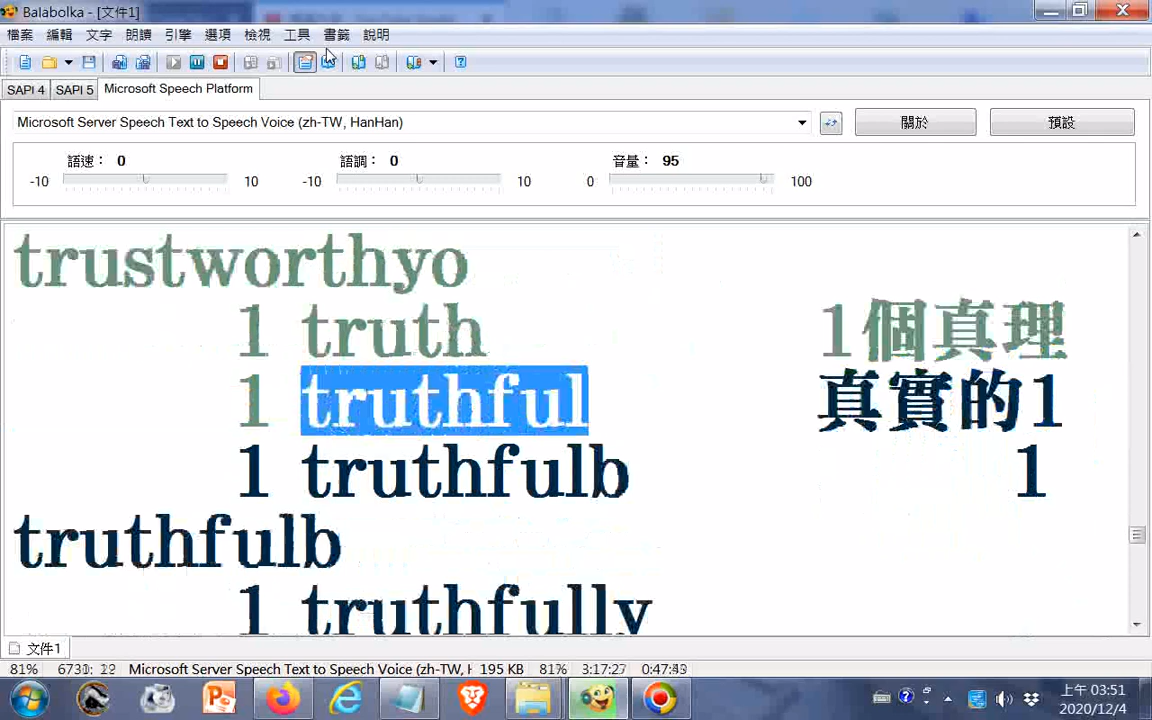 Balabolka - [文件1]
檔案 編輯 文字 朗讀 引擎 選項 檢視 工具 書籤 說明
SAPI 4 SAPI 5 Microsoft Speech Platform
Microsoft Server Speech Text to Speech Voice (zh-TW, HanHan) 關於 預設
語速： 0 語調： 0 音量： 95
-10 10 -10 10 0 100
trustworthyo
1 truth 1個真理
1 truthful 真實的1
1 truthfulb 1
truthfulb
1 truthfully
文件1
81% Microsoft Server Speech Text to Speech Voice (zh-TW, H 195 KB 81% 3:17:27 0:47:43
上午 03:51
2020/12/4